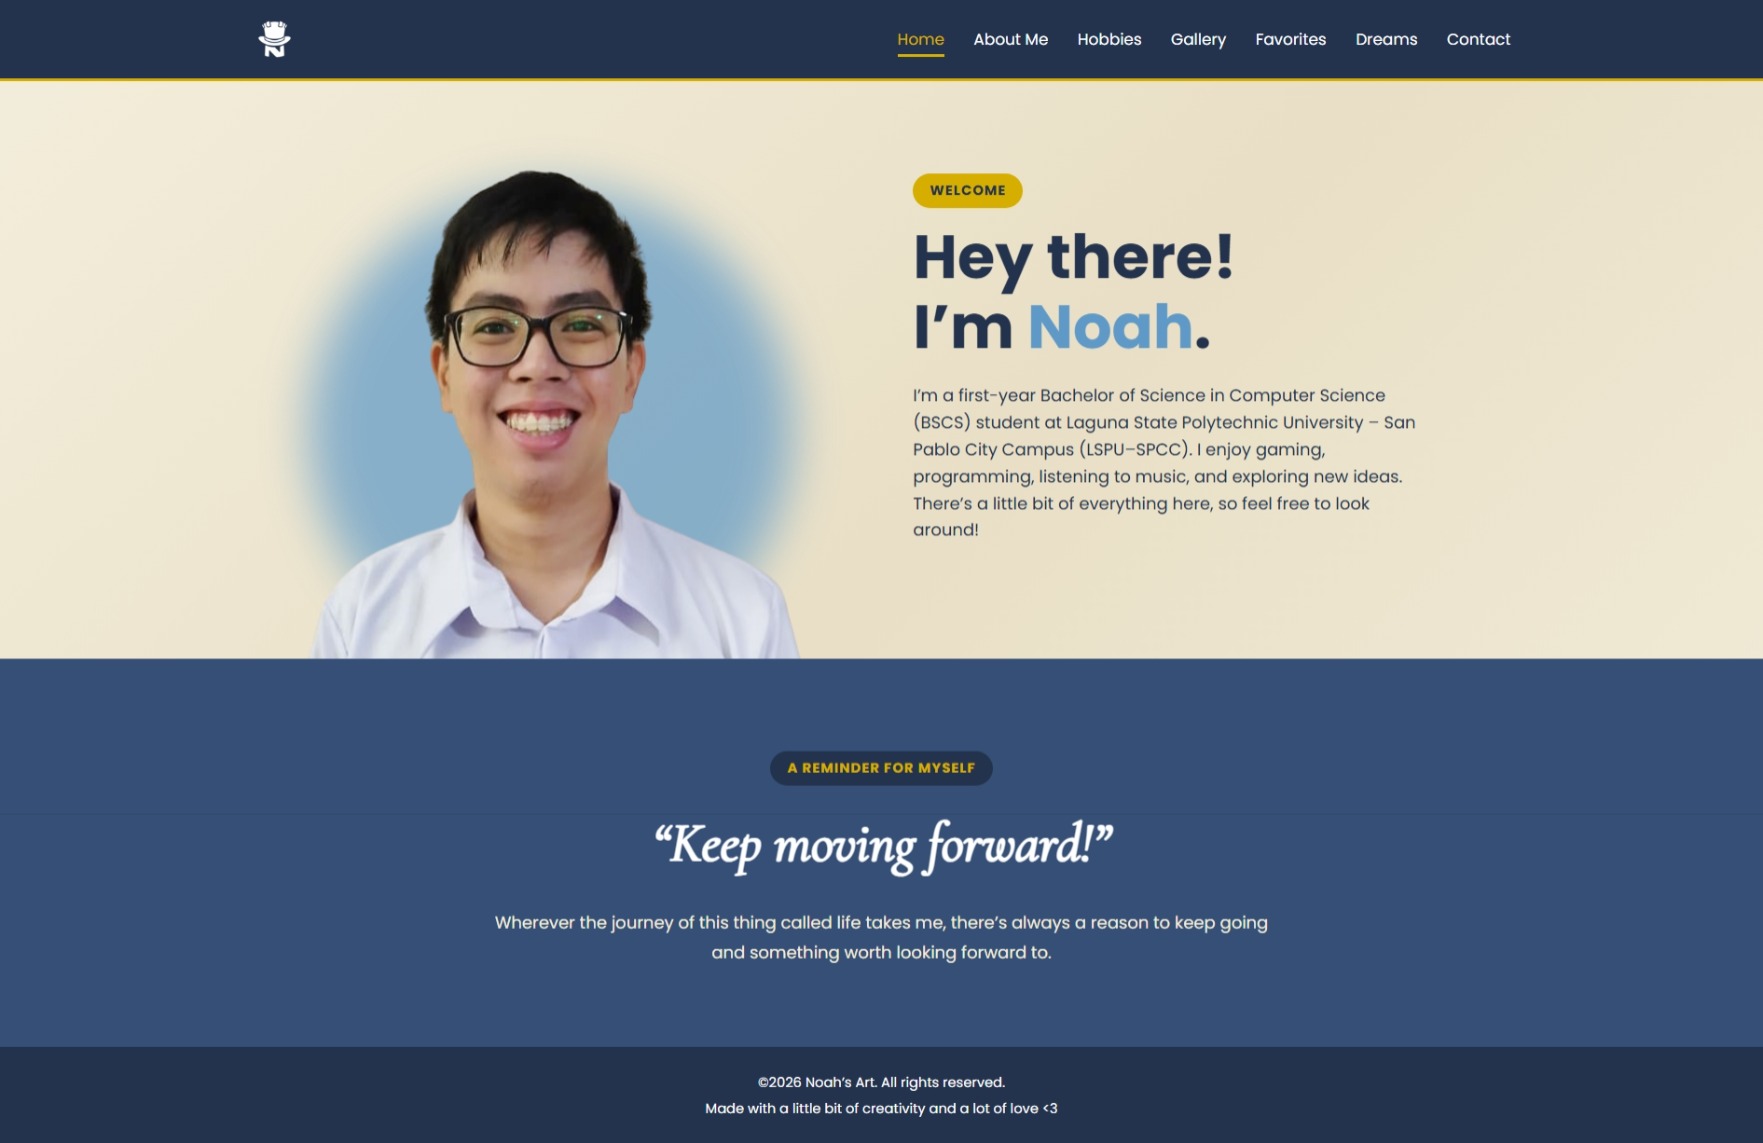 N
Home
About Me
Hobbies
Gallery
Favorites
Dreams
Contact
WELCOME
Hey there!
I’m Noah.
I’m a first-year Bachelor of Science in Computer Science
(BSCS) student at Laguna State Polytechnic University – San
Pablo City Campus (LSPU–SPCC). I enjoy gaming,
programming, listening to music, and exploring new ideas.
There’s a little bit of everything here, so feel free to look
around!
A REMINDER FOR MYSELF
“Keep moving forward!”
Wherever the journey of this thing called life takes me, there’s always a reason to keep going
and something worth looking forward to.
©2026 Noah’s Art. All rights reserved.
Made with a little bit of creativity and a lot of love <3